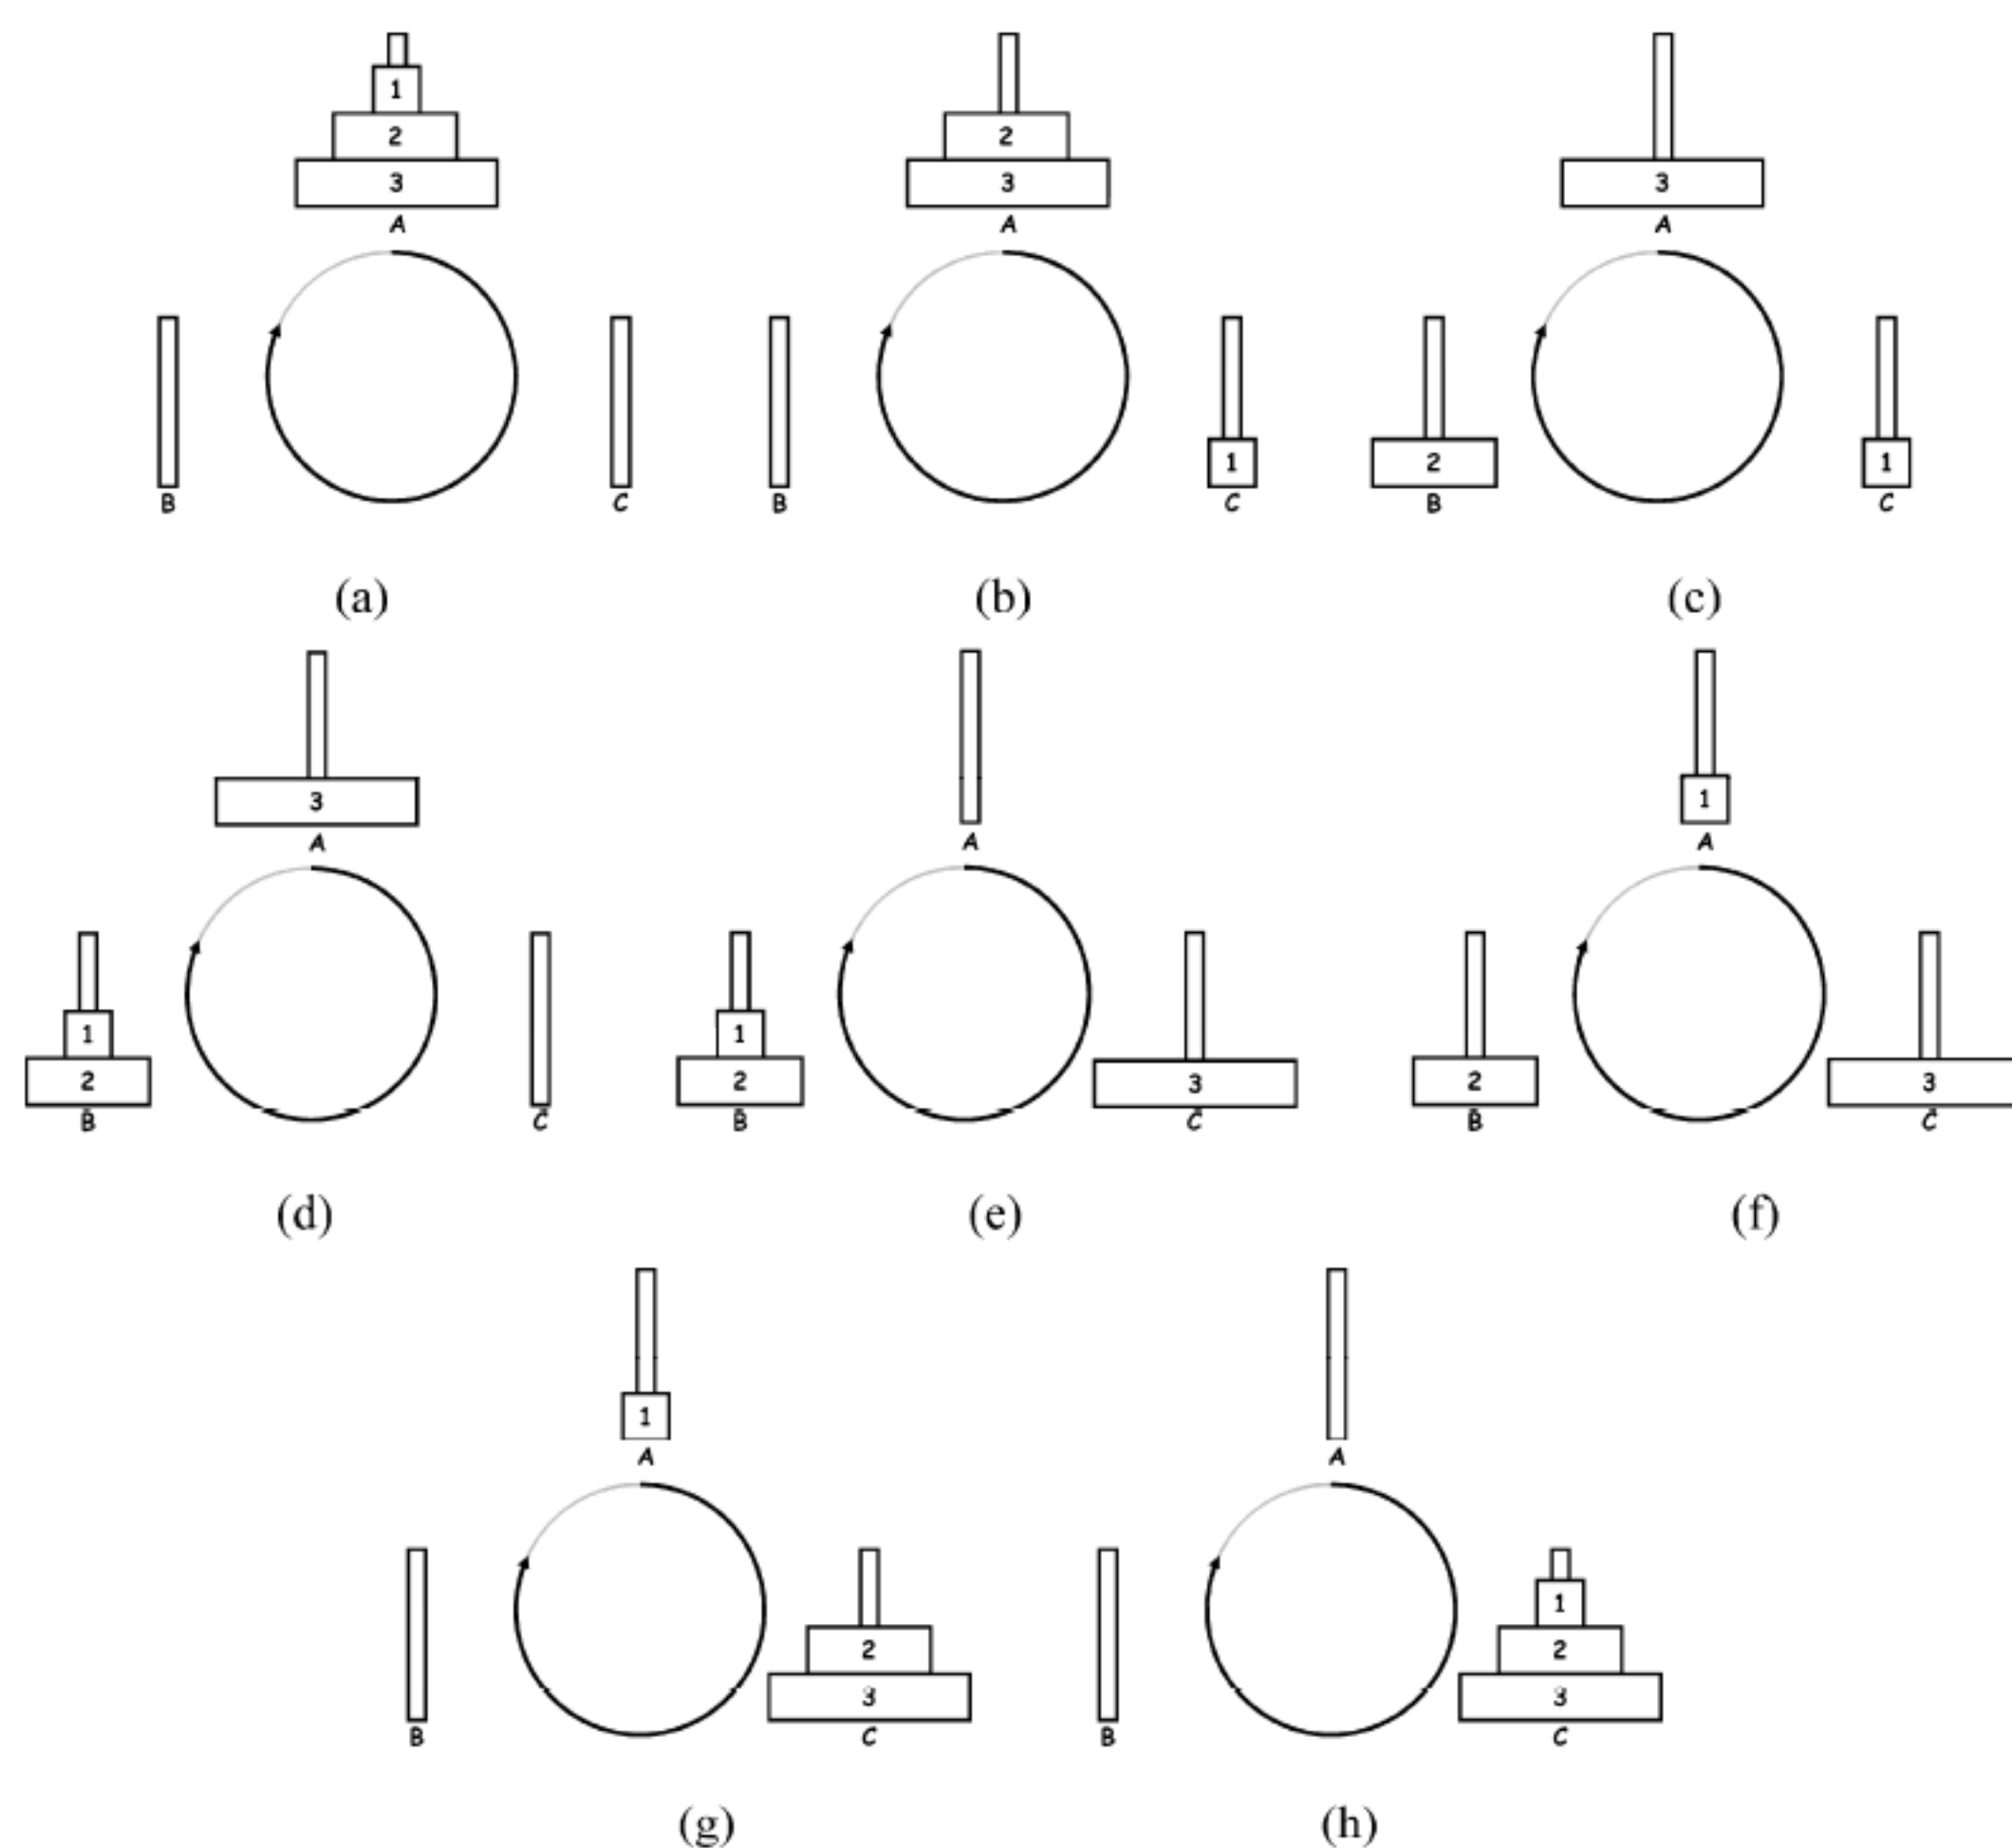 1 2 3 A B C
(a)
2 3 A B 1 C
(b)
3 A 2 B 1 C
(c)
3 A 1 2 B C
(d)
A 1 2 B 3 C
(e)
1 A 2 B 3 C
(f)
1 A B 2 3 C
(g)
A B 1 2 3 C
(h)